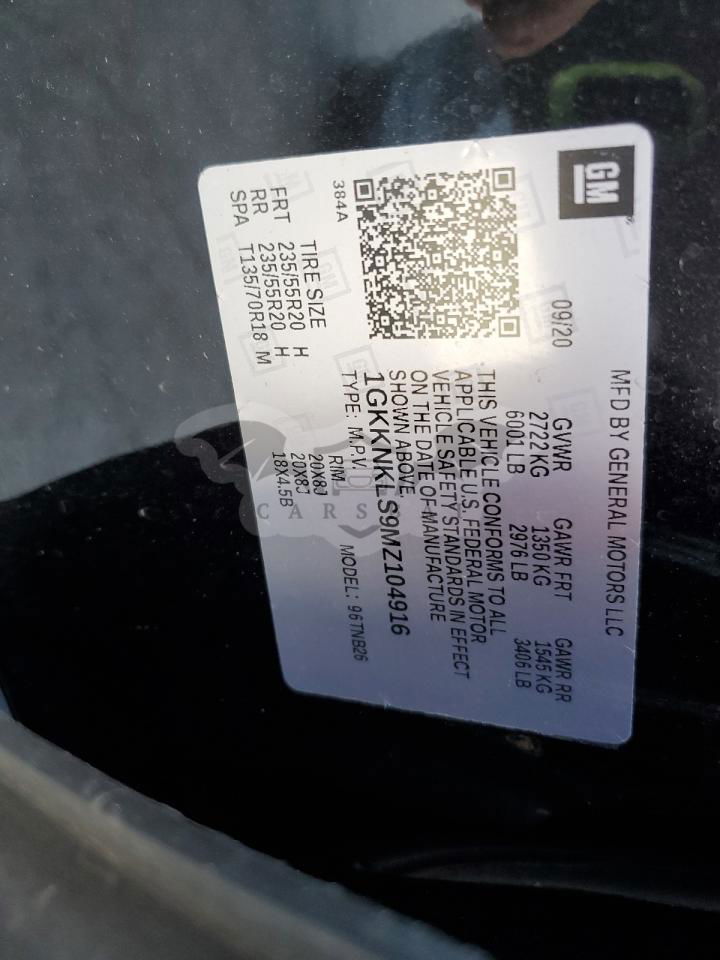 GM
MFD BY GENERAL MOTORS LLC
09/20
GVWR GAWR FRT GAWR RR
2722 KG 1350 KG 1545 KG
6001 LB 2976 LB 3406 LB
THIS VEHICLE CONFORMS TO ALL
APPLICABLE U.S. FEDERAL MOTOR
VEHICLE SAFETY STANDARDS IN EFFECT
ON THE DATE OF MANUFACTURE
SHOWN ABOVE.
1GKKNKLS9MZ104916
TYPE: M.P.V. MODEL: 96TNB26
384A
TIRE SIZE RIM
FRT 235/55R20 H 20X8J
RR 235/55R20 H 20X8J
SPA T135/70R18 M 18X4.5B
CARS